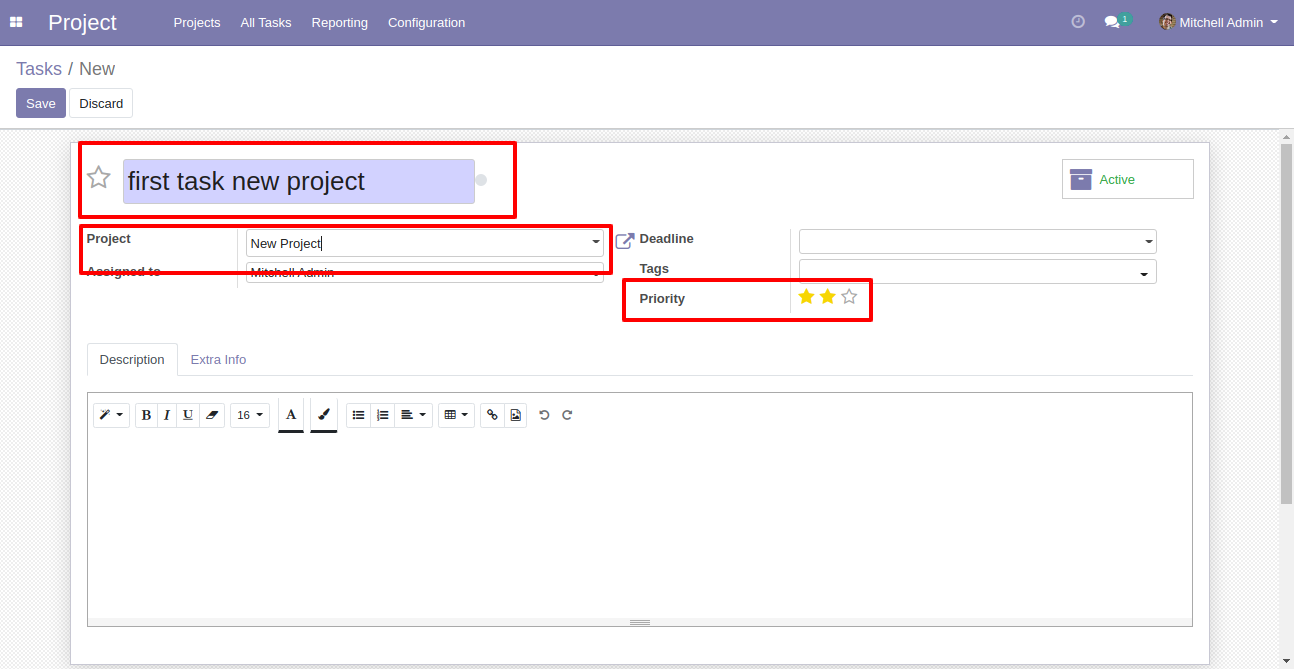 Project Projects All Tasks Reporting Configuration 1 Mitchell Admin
Tasks / New
Save Discard
first task new project
Active
Project New Project
Assigned to Mitchell Admin
Deadline
Tags
Priority
Description Extra Info
B I U 16 A